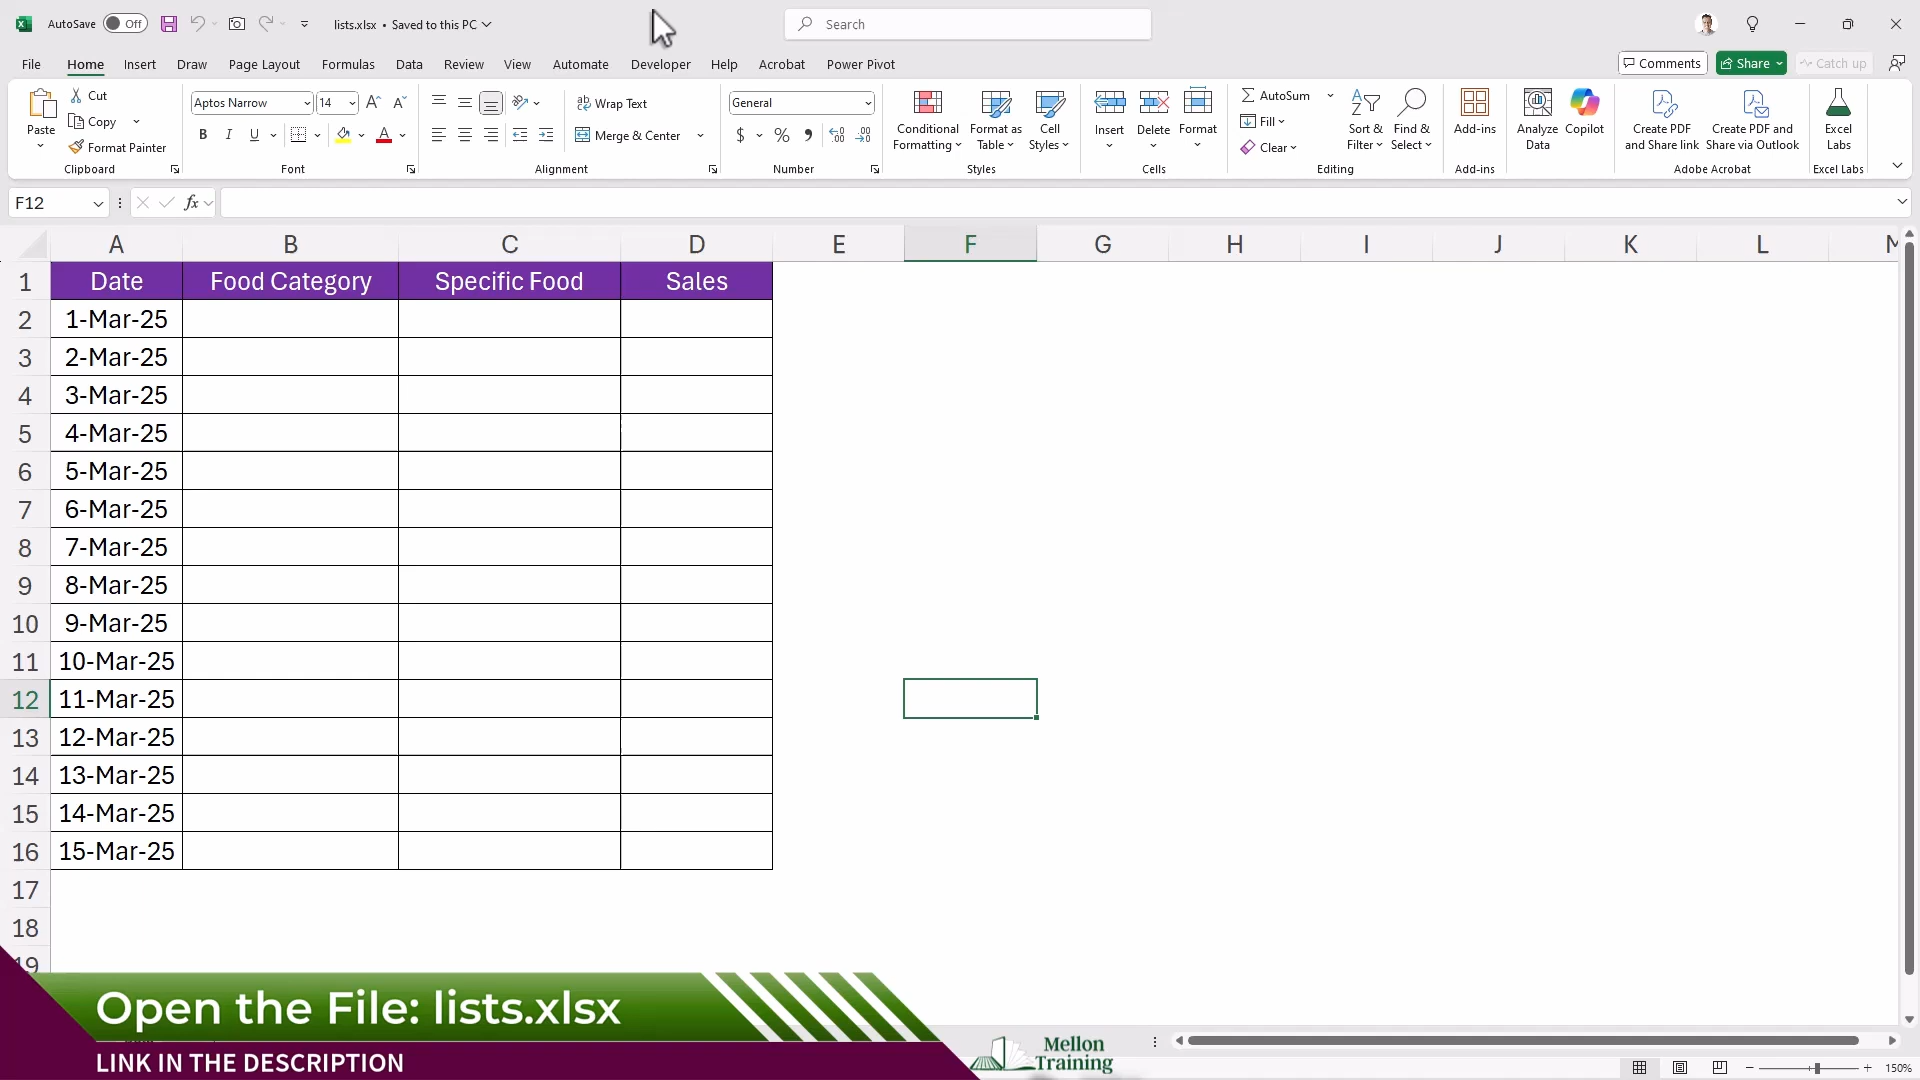 AutoSave Off lists.xlsx • Saved to this PC Search
File Home Insert Draw Page Layout Formulas Data Review View Automate Developer Help Acrobat Power Pivot Comments Share Catch up
Paste
Cut
Copy
Format Painter
Clipboard
Aptos Narrow 14
B I U
Font
Wrap Text
Merge & Center
Alignment
General
$ % 
Number
Conditional
Formatting
Format as
Table
Cell
Styles
Styles
Insert
Delete
Format
Cells
AutoSum
Fill
Clear
Sort &
Filter
Find &
Select
Editing
Add-ins
Add-ins
Analyze
Data
Copilot
Create PDF
and Share link
Create PDF and
Share via Outlook
Adobe Acrobat
Excel
Labs
Excel Labs
F12 fx
A B C D E F G H I J K L M
1 Date Food Category Specific Food Sales
2 1-Mar-25
3 2-Mar-25
4 3-Mar-25
5 4-Mar-25
6 5-Mar-25
7 6-Mar-25
8 7-Mar-25
9 8-Mar-25
10 9-Mar-25
11 10-Mar-25
12 11-Mar-25
13 12-Mar-25
14 13-Mar-25
15 14-Mar-25
16 15-Mar-25
17
18
19
Open the File: lists.xlsx
LINK IN THE DESCRIPTION
Mellon
Training
150%